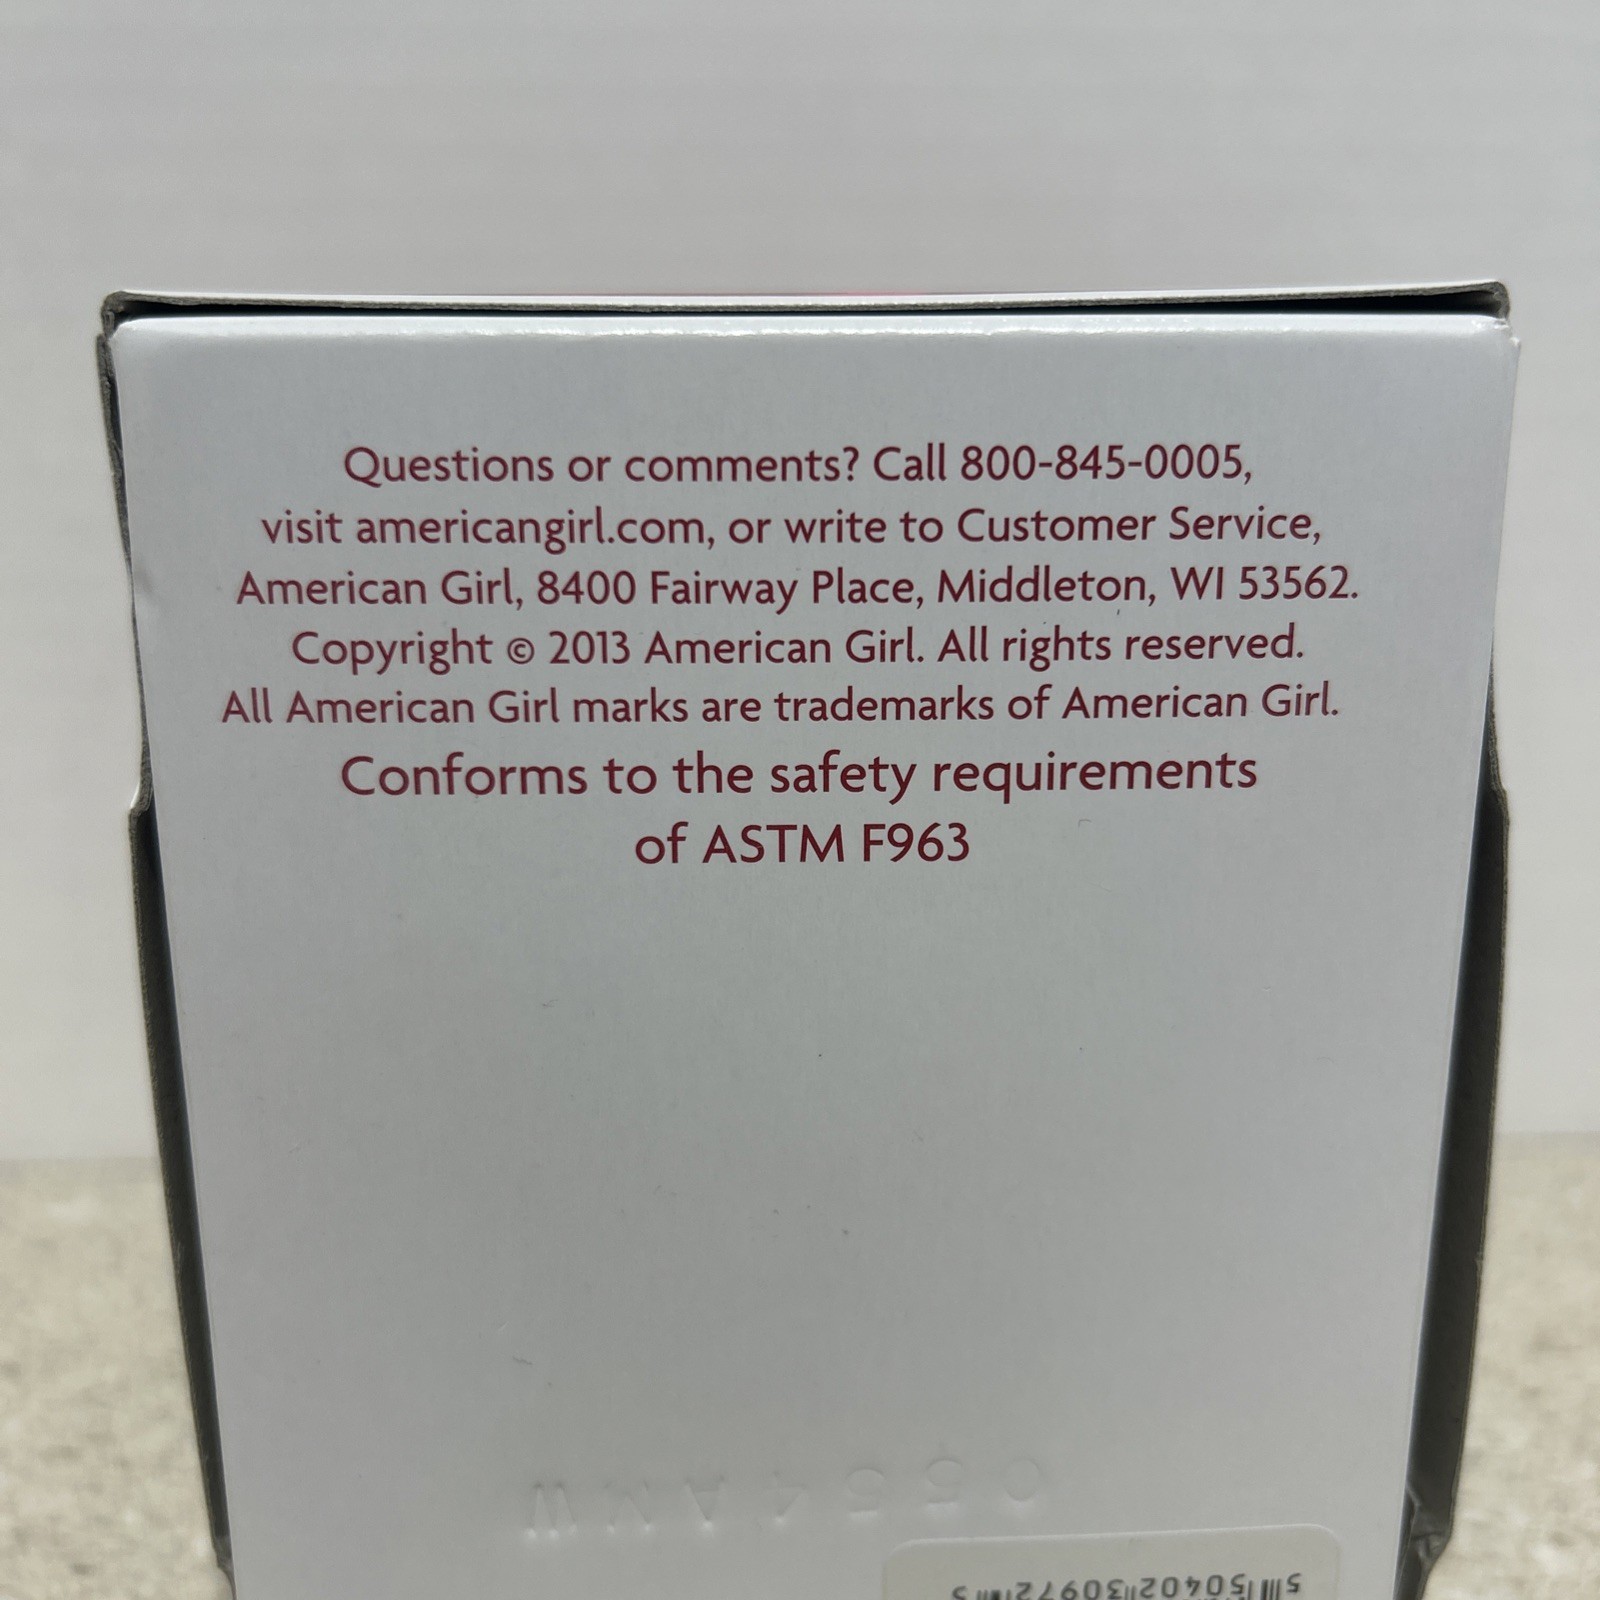 Questions or comments? Call 800-845-0005,
visit americangirl.com, or write to Customer Service,
American Girl, 8400 Fairway Place, Middleton, WI 53562.
Copyright © 2013 American Girl. All rights reserved.
All American Girl marks are trademarks of American Girl.
Conforms to the safety requirements
of ASTM F963